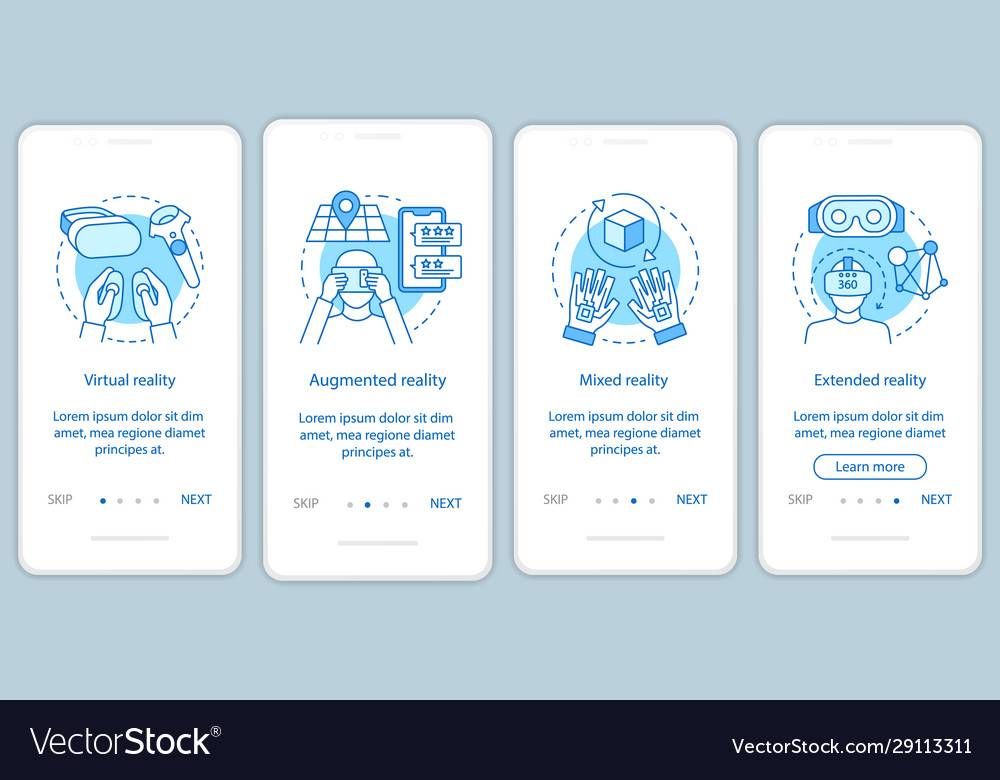 Virtual reality
Lorem ipsum dolor sit dim
amet, mea regione diamet
principes at.
SKIP
NEXT
Augmented reality
Lorem ipsum dolor sit dim
amet, mea regione diamet
principes at.
SKIP
NEXT
Mixed reality
Lorem ipsum dolor sit dim
amet, mea regione diamet
principes at.
SKIP
NEXT
360
Extended reality
Lorem ipsum dolor sit dim
amet, mea regione diamet
Learn more
SKIP
NEXT
VectorStock®
VectorStock.com/29113311